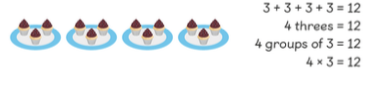 3 + 3 + 3 + 3 = 12
4 threes = 12
4 groups of 3 = 12
4 × 3 = 12